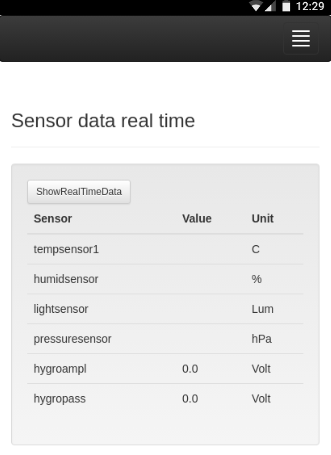 12:29
Sensor data real time
ShowRealTimeData
Sensor Value Unit
tempsensor1 C
humidsensor %
lightsensor Lum
pressuresensor hPa
hygroampl 0.0 Volt
hygropass 0.0 Volt